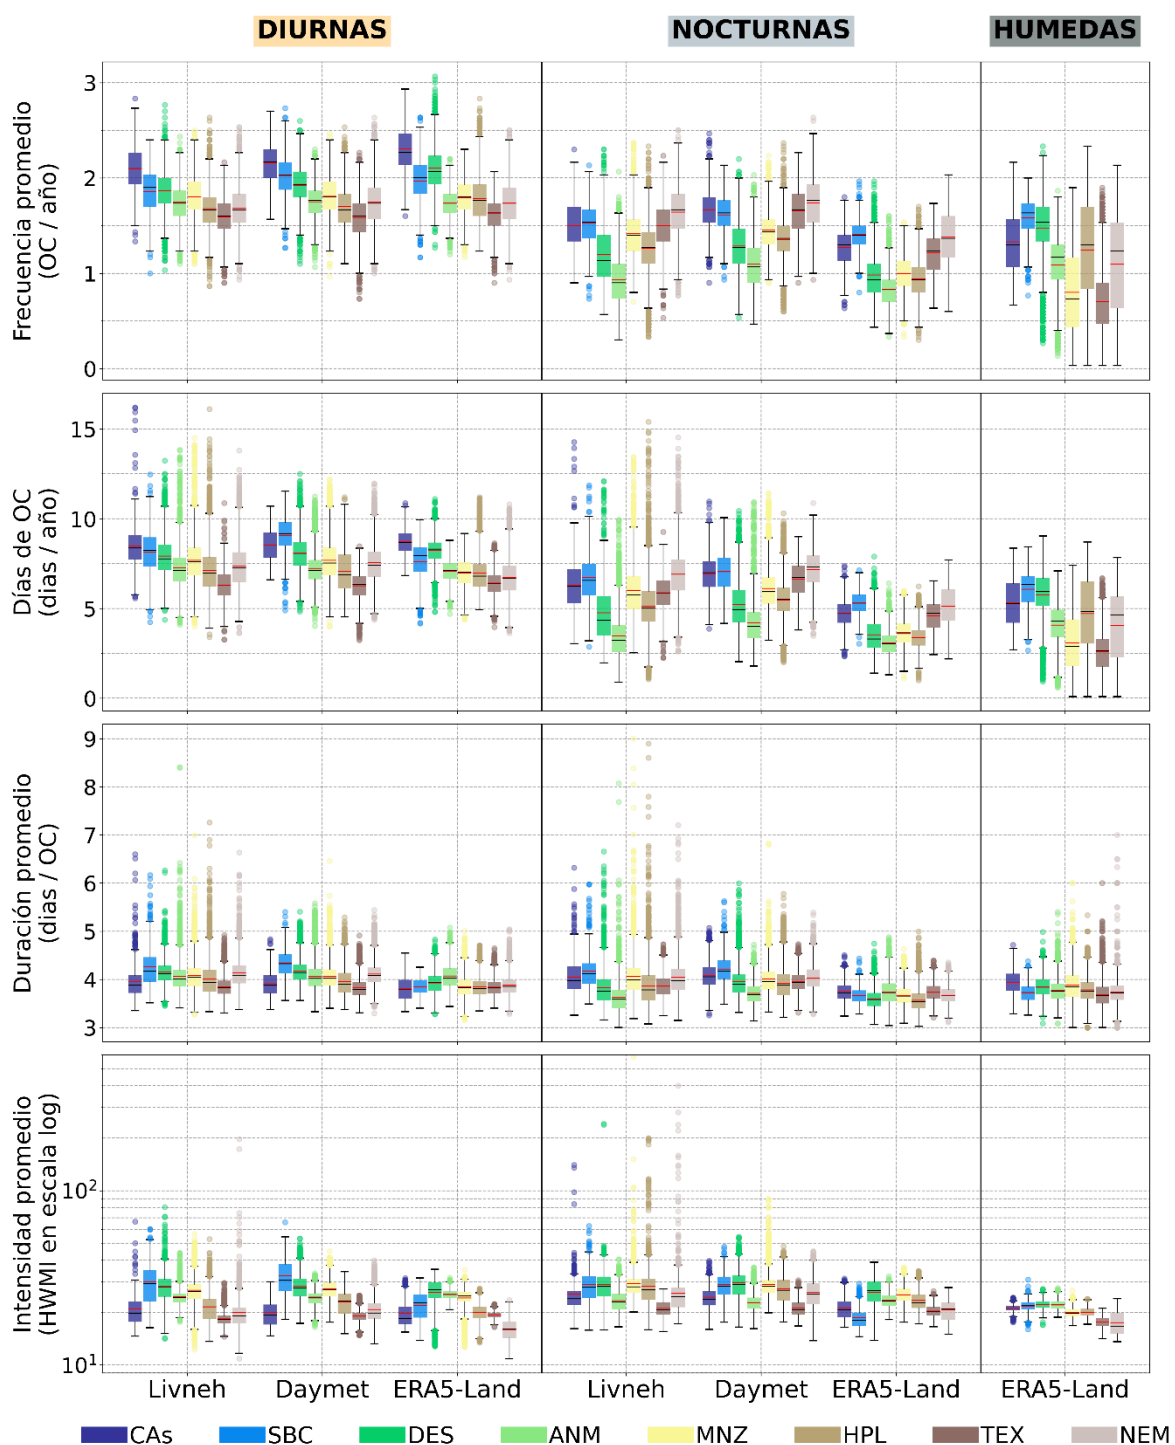 DIURNAS
NOCTURNAS
HUMEDAS
Frecuencia promedio
(OC / año)
3
2
1
0
Días de OC
(dias / año)
15
10
5
0
Duración promedio
(dias / OC)
9
8
7
6
5
4
3
Intensidad promedio
(HWMI en escala log)
10²
10¹
Livneh
Daymet
ERA5-Land
Livneh
Daymet
ERA5-Land
ERA5-Land
CAs
SBC
DES
ANM
MNZ
HPL
TEX
NEM